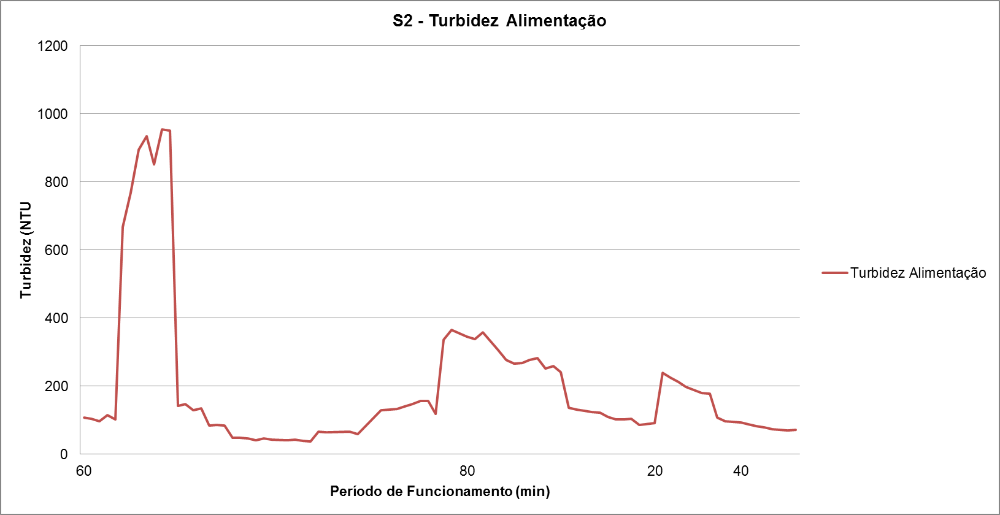 S2 - Turbidez Alimentação
1200
1000
800
600
400
200
0
Turbidez (NTU
60 80 20 40
Período de Funcionamento (min)
Turbidez Alimentação